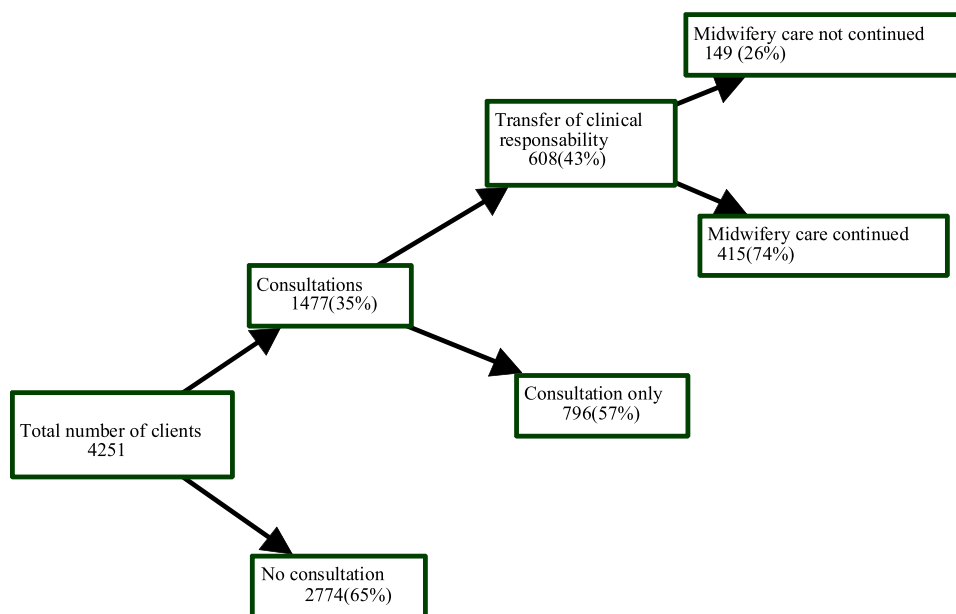 Midwifery care not continued
149 (26%)
Transfer of clinical
responsability
608(43%)
Midwifery care continued
415(74%)
Consultations
1477(35%)
Consultation only
796(57%)
Total number of clients
4251
No consultation
2774(65%)